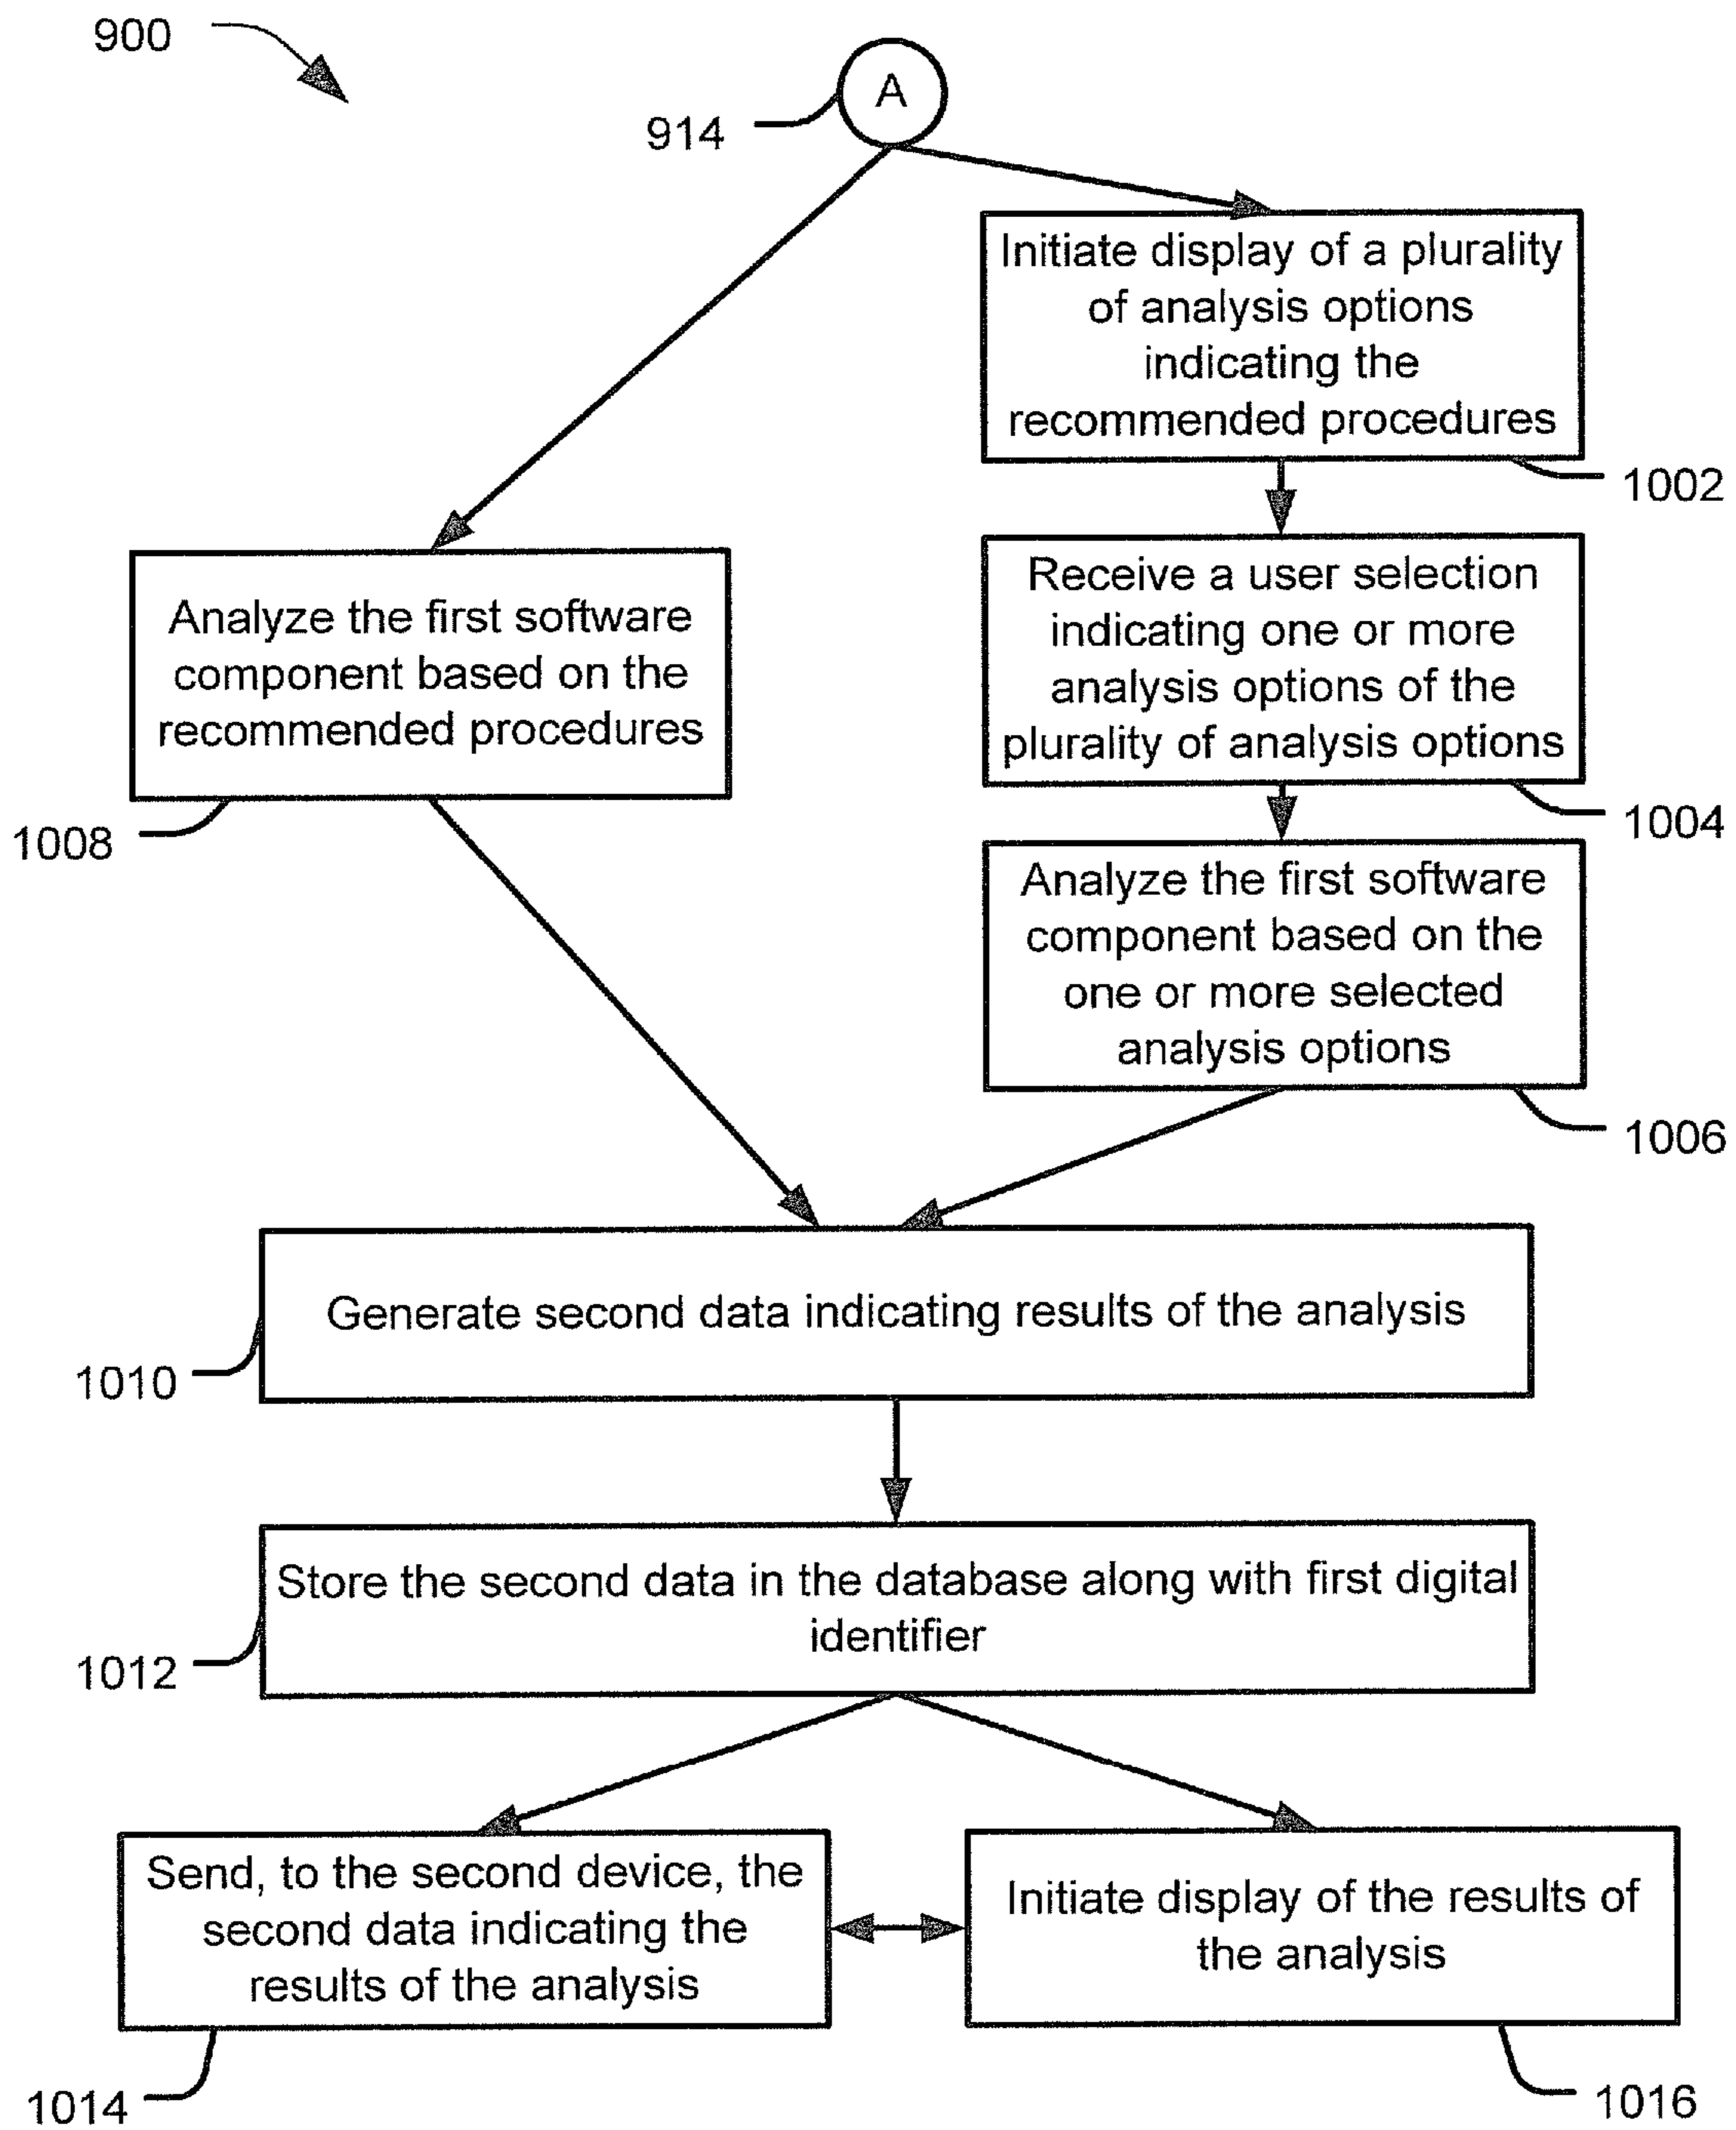 900
A
914
Initiate display of a plurality
of analysis options
indicating the
recommended procedures
1002
Receive a user selection
indicating one or more
analysis options of the
plurality of analysis options
1004
Analyze the first software
component based on the
recommended procedures
1008
Analyze the first software
component based on the
one or more selected
analysis options
1006
Generate second data indicating results of the analysis
1010
Store the second data in the database along with first digital
identifier
1012
Send, to the second device, the
second data indicating the
results of the analysis
1014
Initiate display of the results of
the analysis
1016